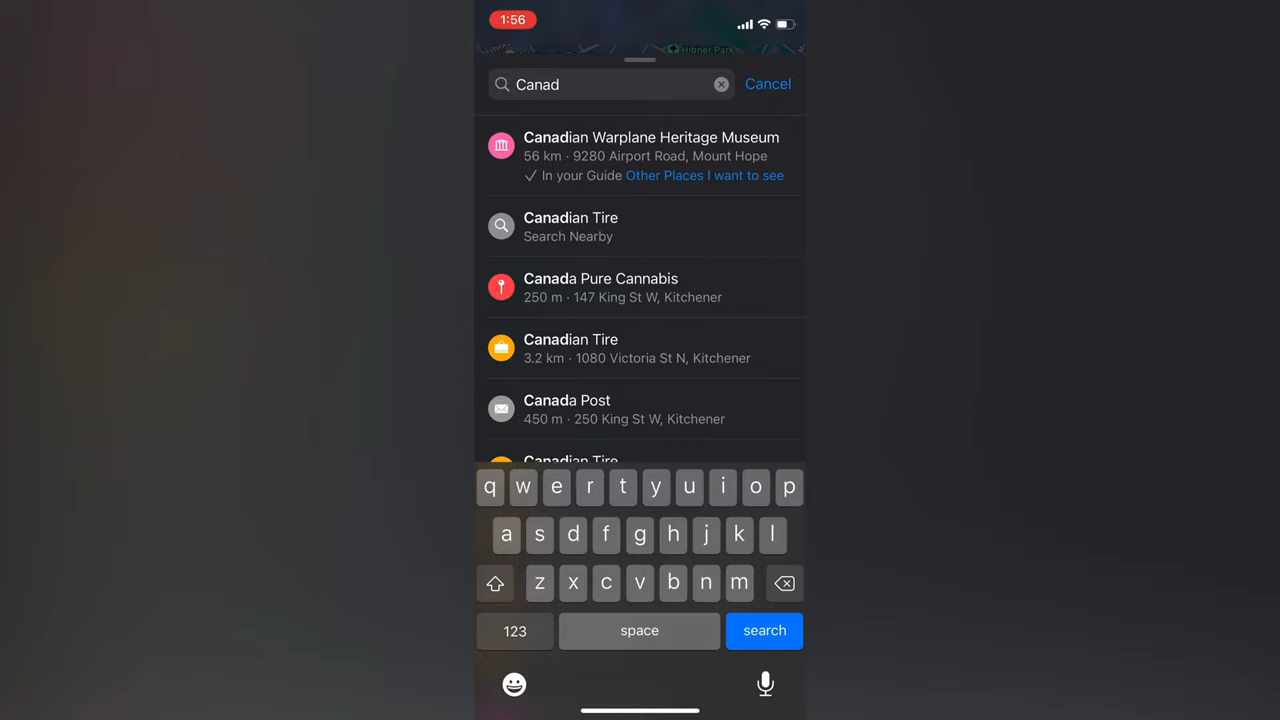 1:56
Hibner Park
Canad
Cancel
Canadian Warplane Heritage Museum
56 km · 9280 Airport Road, Mount Hope
✓ In your Guide Other Places I want to see
Canadian Tire
Search Nearby
Canada Pure Cannabis
250 m · 147 King St W, Kitchener
Canadian Tire
3.2 km · 1080 Victoria St N, Kitchener
Canada Post
450 m · 250 King St W, Kitchener
Canadian Tire
q w e r t y u i o p
a s d f g h j k l
z x c v b n m
123 space search